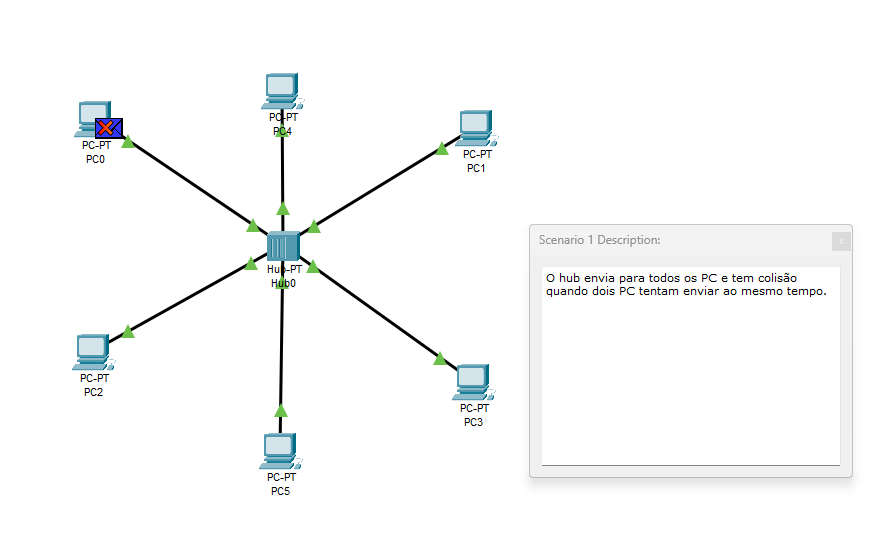 PC-PT
PC4
PC-PT
PC0
PC-PT
PC1
Scenario 1 Description:
x
O hub envia para todos os PC e tem colisão
quando dois PC tentam enviar ao mesmo tempo.
Hub-PT
Hub0
PC-PT
PC2
PC-PT
PC3
PC-PT
PC5